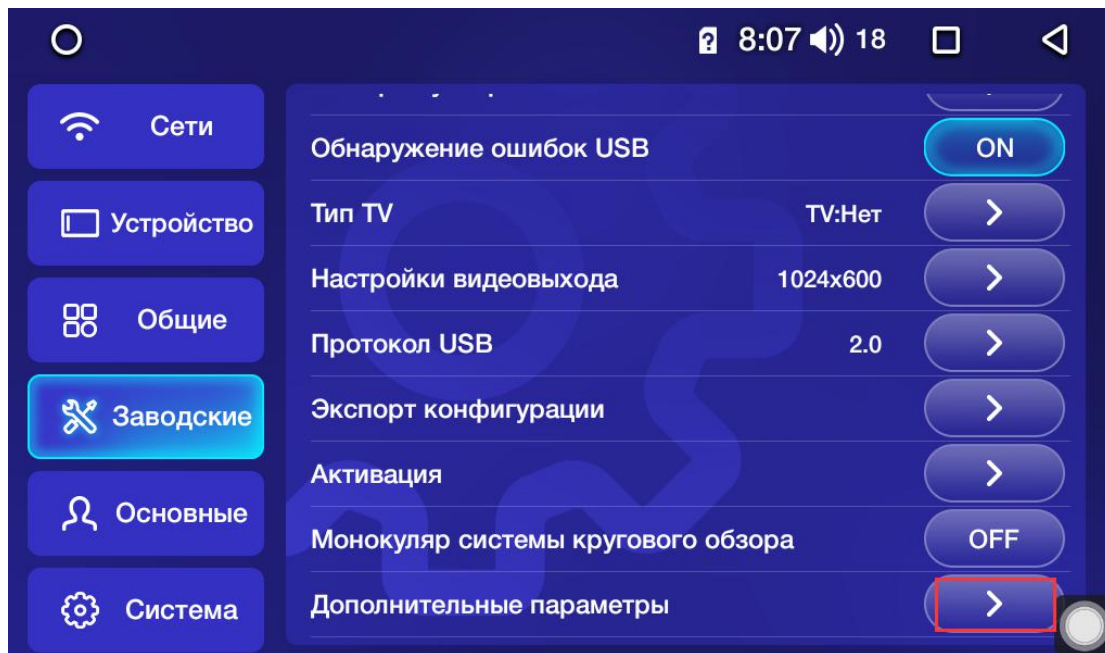 8:07 18
Сети
Обнаружение ошибок USB ON
Устройство
Тип TV TV:Нет
Настройки видеовыхода 1024x600
Общие
Протокол USB 2.0
Заводские
Экспорт конфигурации
Активация
Основные
Монокуляр системы кругового обзора OFF
Система
Дополнительные параметры